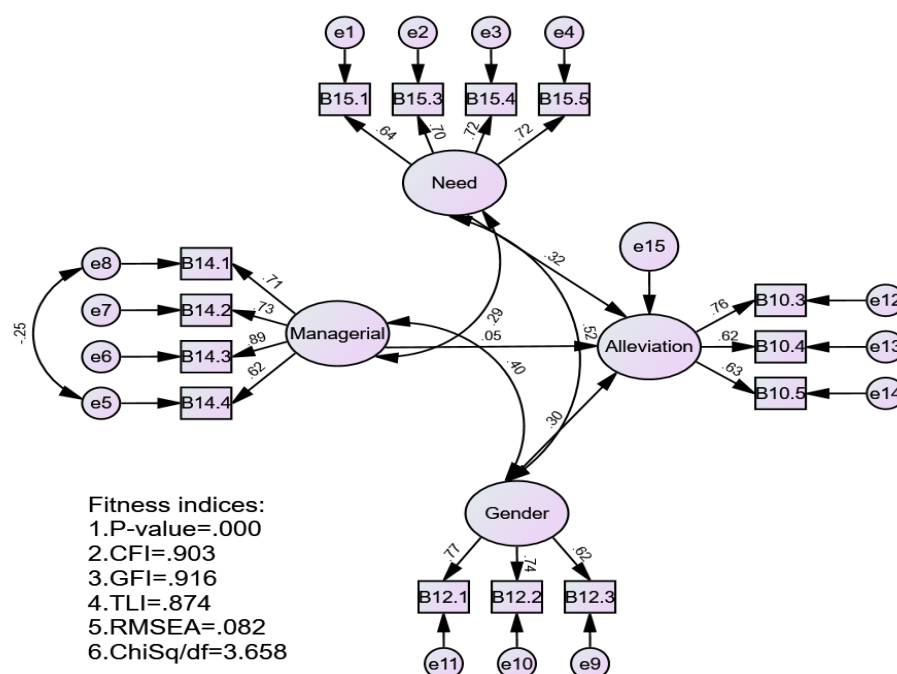 e1 e2 e3 e4
B15.1 B15.3 B15.4 B15.5
.64 .70 .72 .72
Need
e15
.32
e8 B14.1
.71
e7 B14.2
.73
e6 B14.3
.89
e5 B14.4
.62
-.25
Managerial
.29
.05
.40
.52
.30
Alleviation
.76
B10.3 e12
.62
B10.4 e13
.63
B10.5 e14
Gender
.77 .74 .62
B12.1 B12.2 B12.3
e11 e10 e9
Fitness indices:
1.P-value=.000
2.CFI=.903
3.GFI=.916
4.TLI=.874
5.RMSEA=.082
6.ChiSq/df=3.658